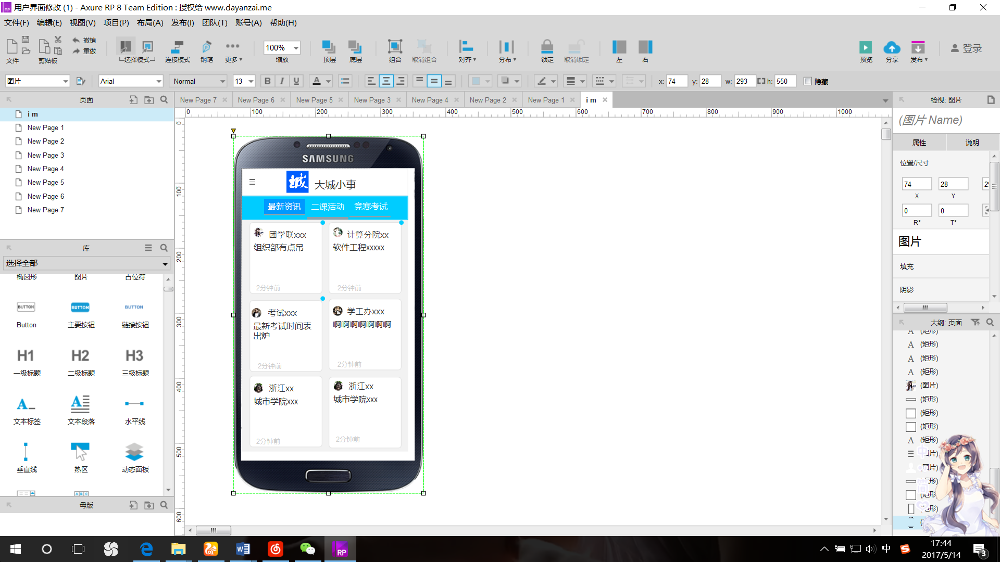 用户界面修改 (1) - Axure RP 8 Team Edition : 授权给 www.dayanzai.me
文件(F) 编辑(E) 视图(V) 项目(P) 布局(A) 发布(I) 团队(T) 账号(A) 帮助(H)
撤销
重做
文件 剪贴板 选择模式 连接模式 钢笔 更多 100% 缩放 顶层 底层 组合 取消组合 对齐 分布 锁定 取消锁定 左 右 预览 分享 发布 登录
图片 Arial Normal 13 B I U A x: 74 y: 28 w: 293 h: 550 隐藏
页面
i m
New Page 1
New Page 2
New Page 3
New Page 4
New Page 5
New Page 6
New Page 7
库
选择全部
椭圆形 图片 占位符
BUTTON BUTTON BUTTON
Button 主要按钮 链接按钮
H1 H2 H3
一级标题 二级标题 三级标题
A A
文本标签 文本段落 水平线
垂直线 热区 动态面板
A B C
母版
New Page 7 New Page 6 New Page 5 New Page 3 New Page 4 New Page 2 New Page 1 i m
0 100 200 300 400 500 600 700 800 900 1000
0
100
200
300
400
500
600
SAMSUNG
城 大城小事
最新资讯 二课活动 竞赛考试
团学联xxx
组织部有点吊
2分钟前
计算分院xx
软件工程xxxxx
2分钟前
考试xxx
最新考试时间表
出炉
2分钟前
学工办xxx
啊啊啊啊啊啊啊
2分钟前
浙江xx
城市学院xxx
2分钟前
浙江xx
城市学院xxx
2分钟前
检视: 图片
(图片 Name)
属性 说明
位置/尺寸
74 28
X Y
0 0
R° T°
图片
填充
阴影
大纲: 页面
A (矩形)
A (矩形)
A (矩形)
A (矩形)
(图片)
(矩形)
(矩形)
(矩形)
A (矩形)
片)
图片)
矩形)
矩形)
矩形)
中
简
W RP 中 S
17:44
2017/5/14
3